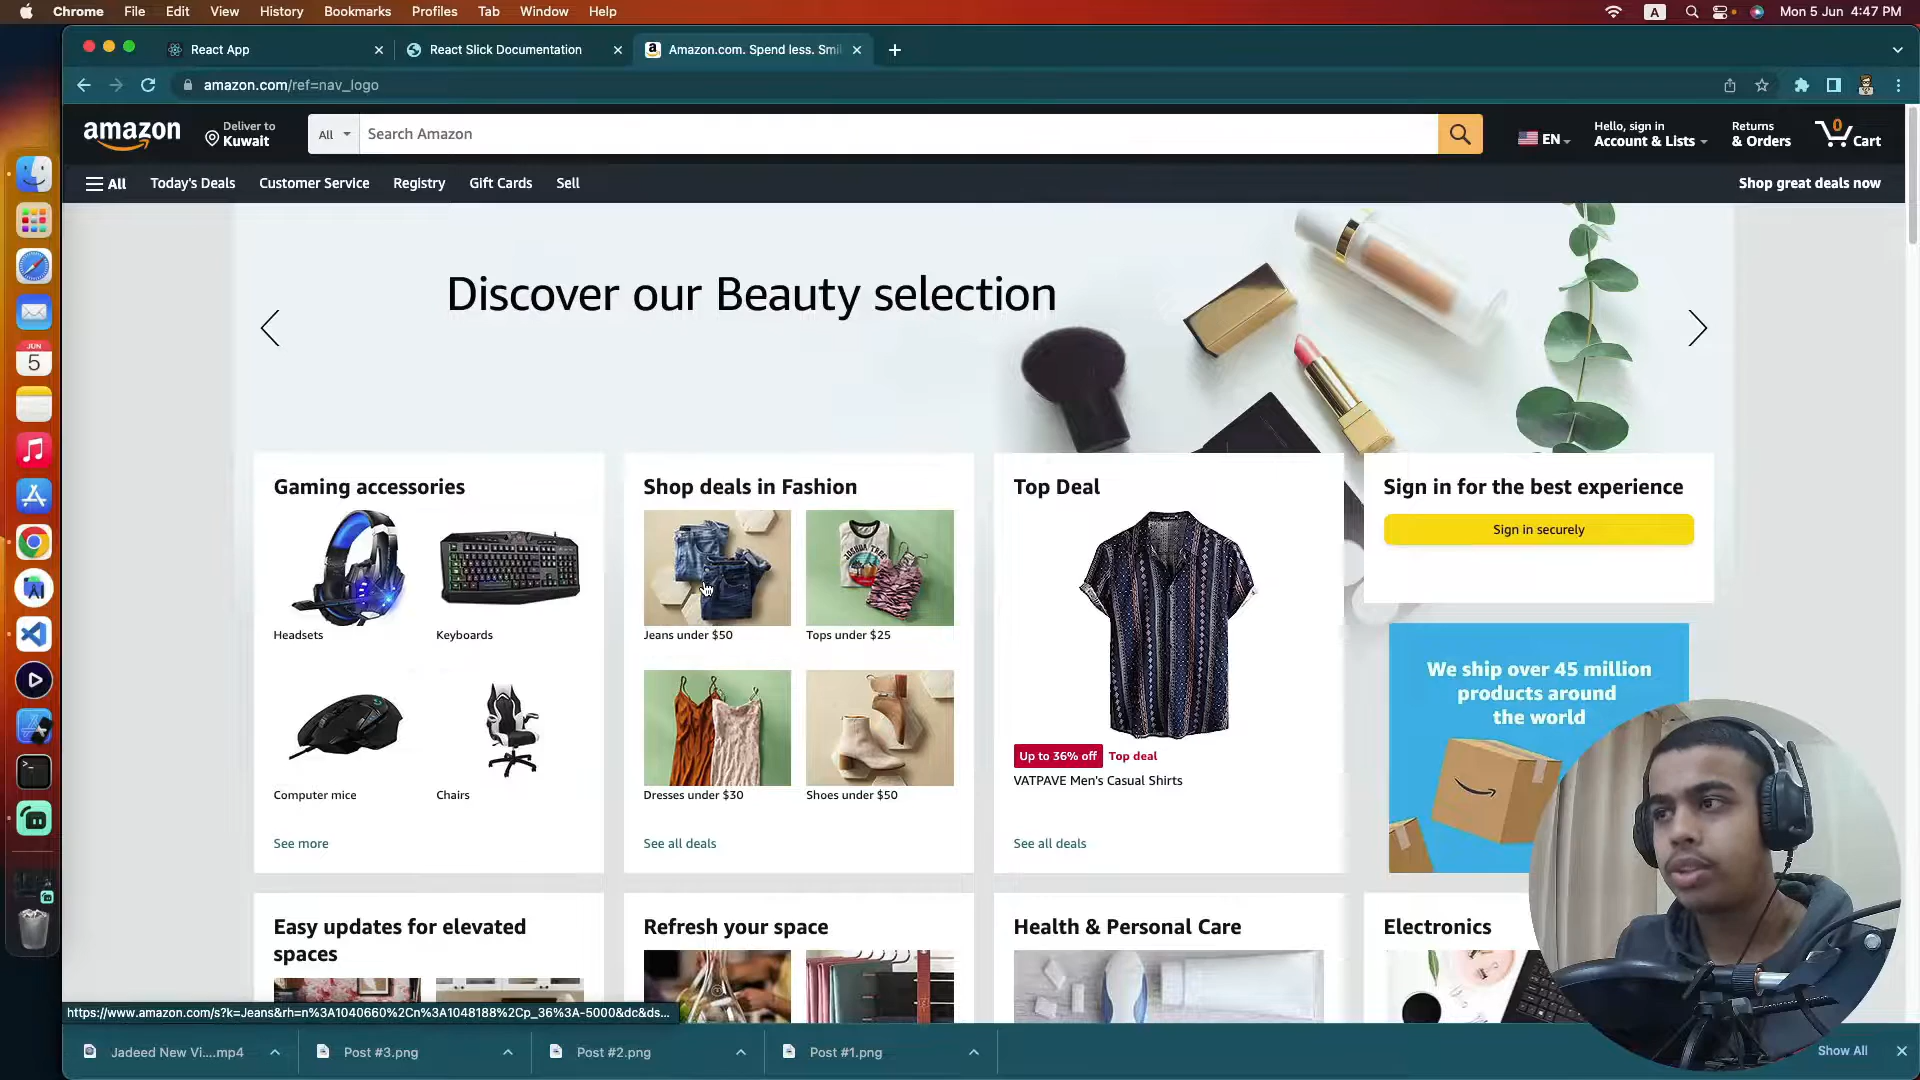 Chrome File Edit View History Bookmarks Profiles Tab Window Help
A Mon 5 Jun 4:47 PM
React App
React Slick Documentation
Amazon.com. Spend less. Smi
amazon.com/ref=nav_logo
amazon
Deliver to
Kuwait
All
Search Amazon
EN
Hello, sign in
Account & Lists
Returns
& Orders
0
Cart
All
Today's Deals
Customer Service
Registry
Gift Cards
Sell
Shop great deals now
Discover our Beauty selection
Gaming accessories
Headsets
Keyboards
Computer mice
Chairs
See more
Shop deals in Fashion
JOSHUA TREE
Jeans under $50
Tops under $25
Dresses under $30
Shoes under $50
See all deals
Top Deal
Up to 36% off
Top deal
VATPAVE Men's Casual Shirts
See all deals
Sign in for the best experience
Sign in securely
We ship over 45 million
products around
the world
Easy updates for elevated
spaces
Refresh your space
Health & Personal Care
Electronics
JUN
5
https://www.amazon.com/s?k=Jeans&rh=n%3A1040660%2Cn%3A1048188%2Cp_36%3A-5000&dc&ds...
Jadeed New Vi....mp4
Post #3.png
Post #2.png
Post #1.png
Show All